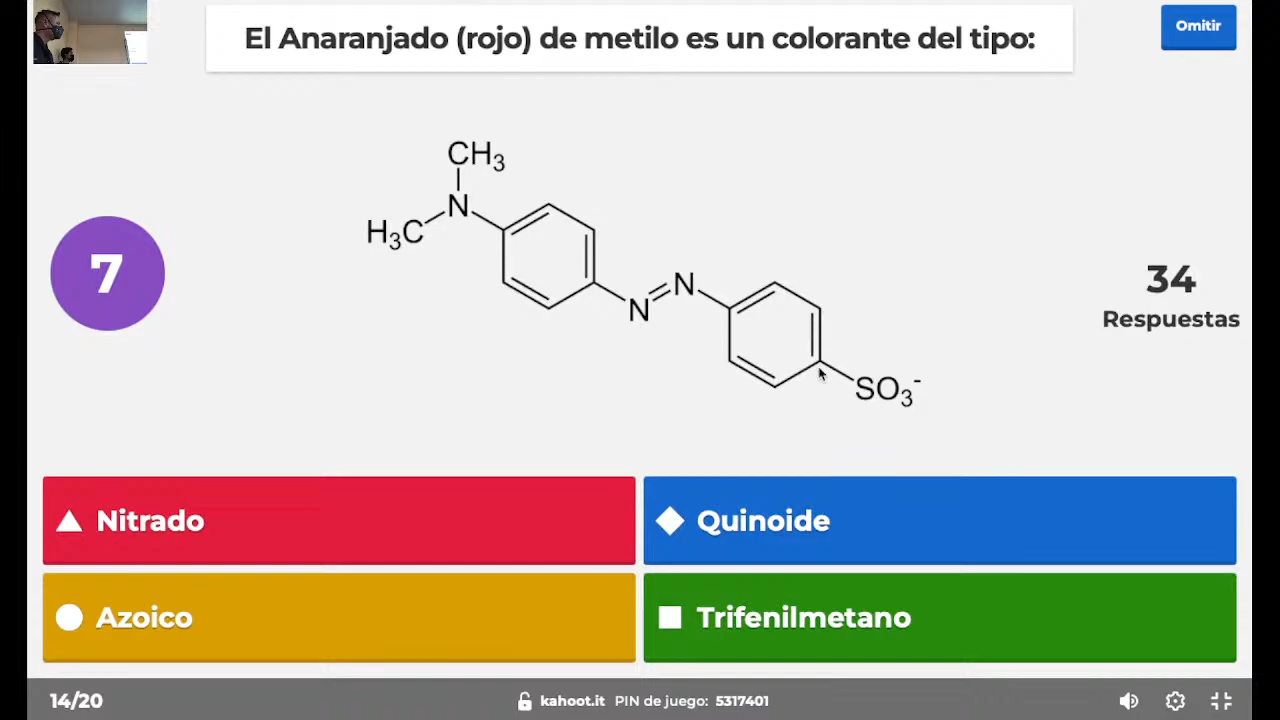 El Anaranjado (rojo) de metilo es un colorante del tipo:
Omitir
CH3
N
H3C
7
N
N
34
Respuestas
SO3-
Nitrado
Quinoide
Azoico
Trifenilmetano
14/20
kahoot.it PIN de juego: 5317401